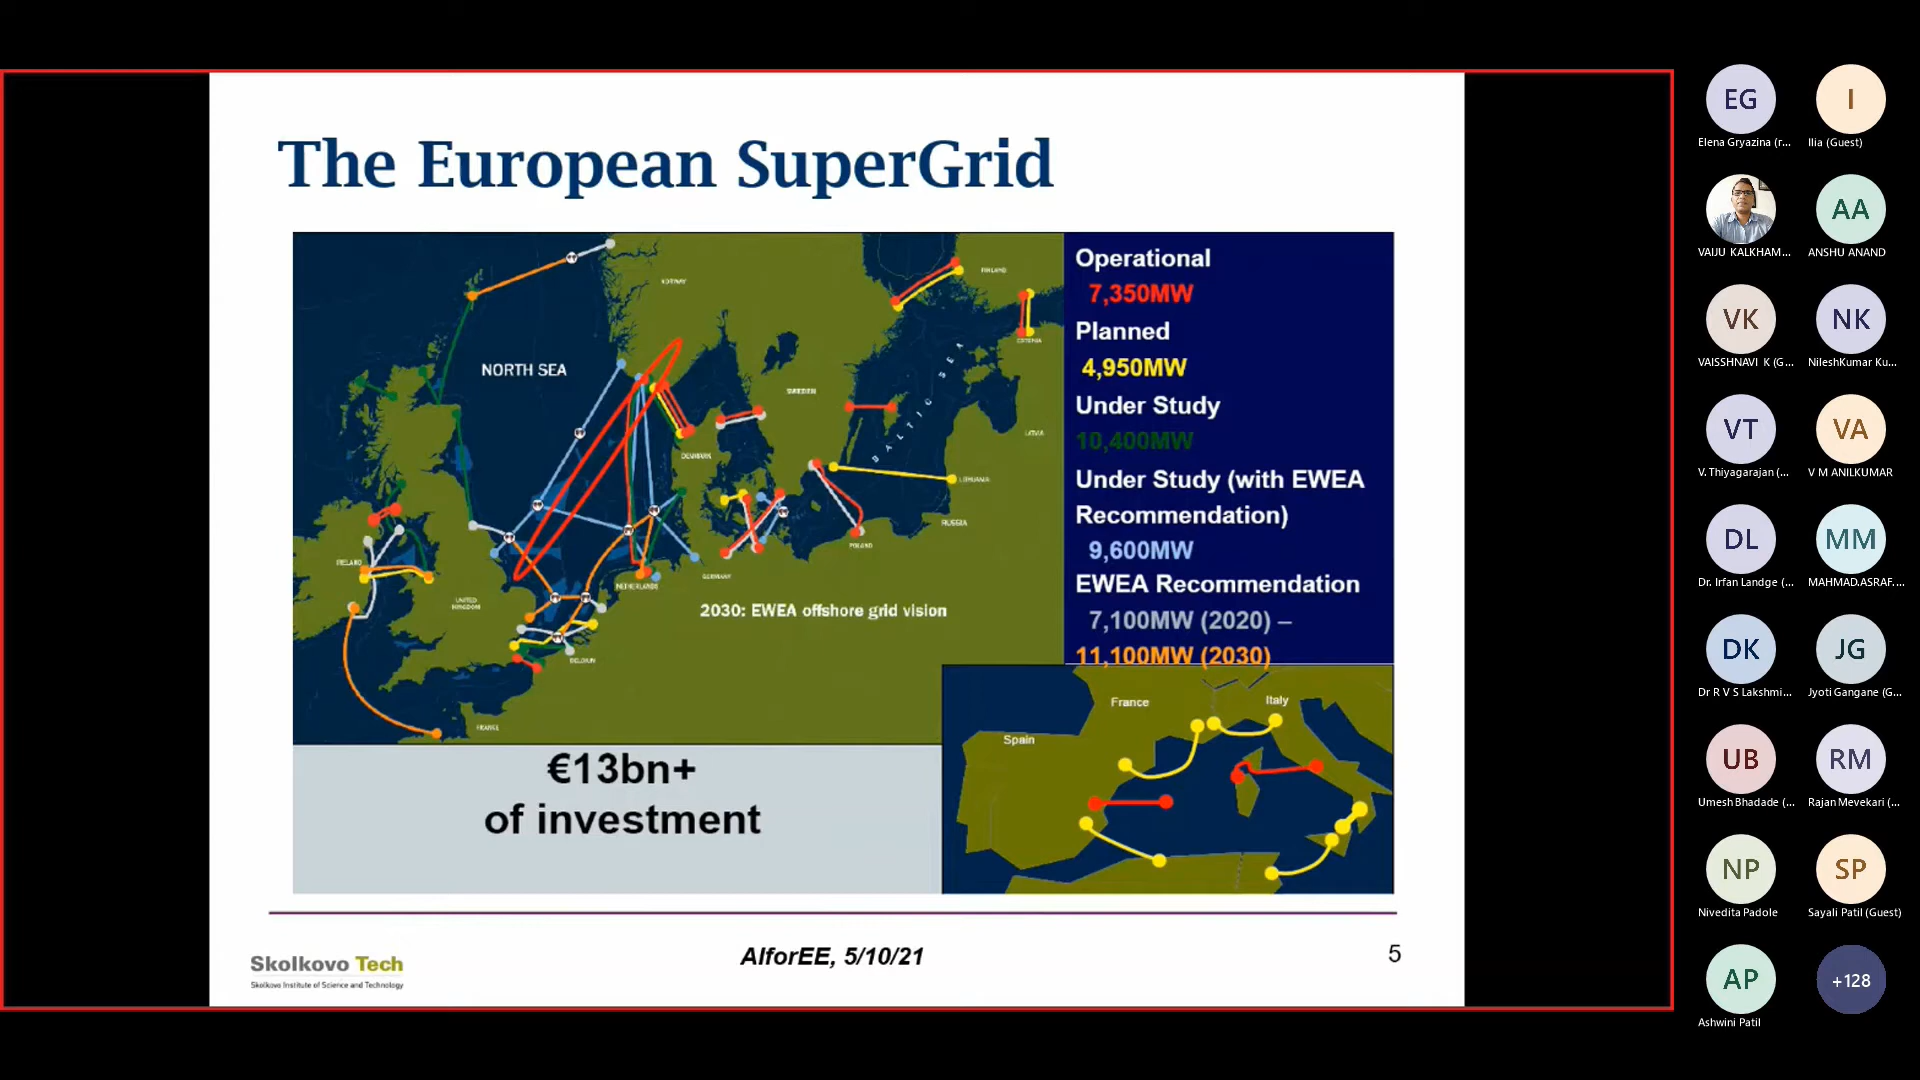 The European SuperGrid
NORWAY
FINLAND
ESTONIA
NORTH SEA
SWEDEN
BALTIC SEA
LATVIA
DENMARK
LITHUANIA
RUSSIA
POLAND
IRELAND
GERMANY
NETHERLANDS
UNITED
KINGDOM
2030: EWEA offshore grid vision
BELGIUM
FRANCE
Operational
7,350MW
Planned
4,950MW
Under Study
10,400MW
Under Study (with EWEA
Recommendation)
9,600MW
EWEA Recommendation
7,100MW (2020) –
11,100MW (2030)
France
Italy
Spain
€13bn+
of investment
Skolkovo Tech
Skolkovo Institute of Science and Technology
AIforEE, 5/10/21
5
EG
Elena Gryazina (r...
I
Ilia (Guest)
VAIJU KALKHAM...
AA
ANSHU ANAND
VK
VAISSHNAVI K (G...
NK
NileshKumar Ku...
VT
V. Thiyagarajan (...
VA
V M ANILKUMAR
DL
Dr. Irfan Landge (...
MM
MAHMAD.ASRAF....
DK
Dr R V S Lakshmi...
JG
Jyoti Gangane (G...
UB
Umesh Bhadade (...
RM
Rajan Mevekari (...
NP
Nivedita Padole
SP
Sayali Patil (Guest)
AP
Ashwini Patil
+128